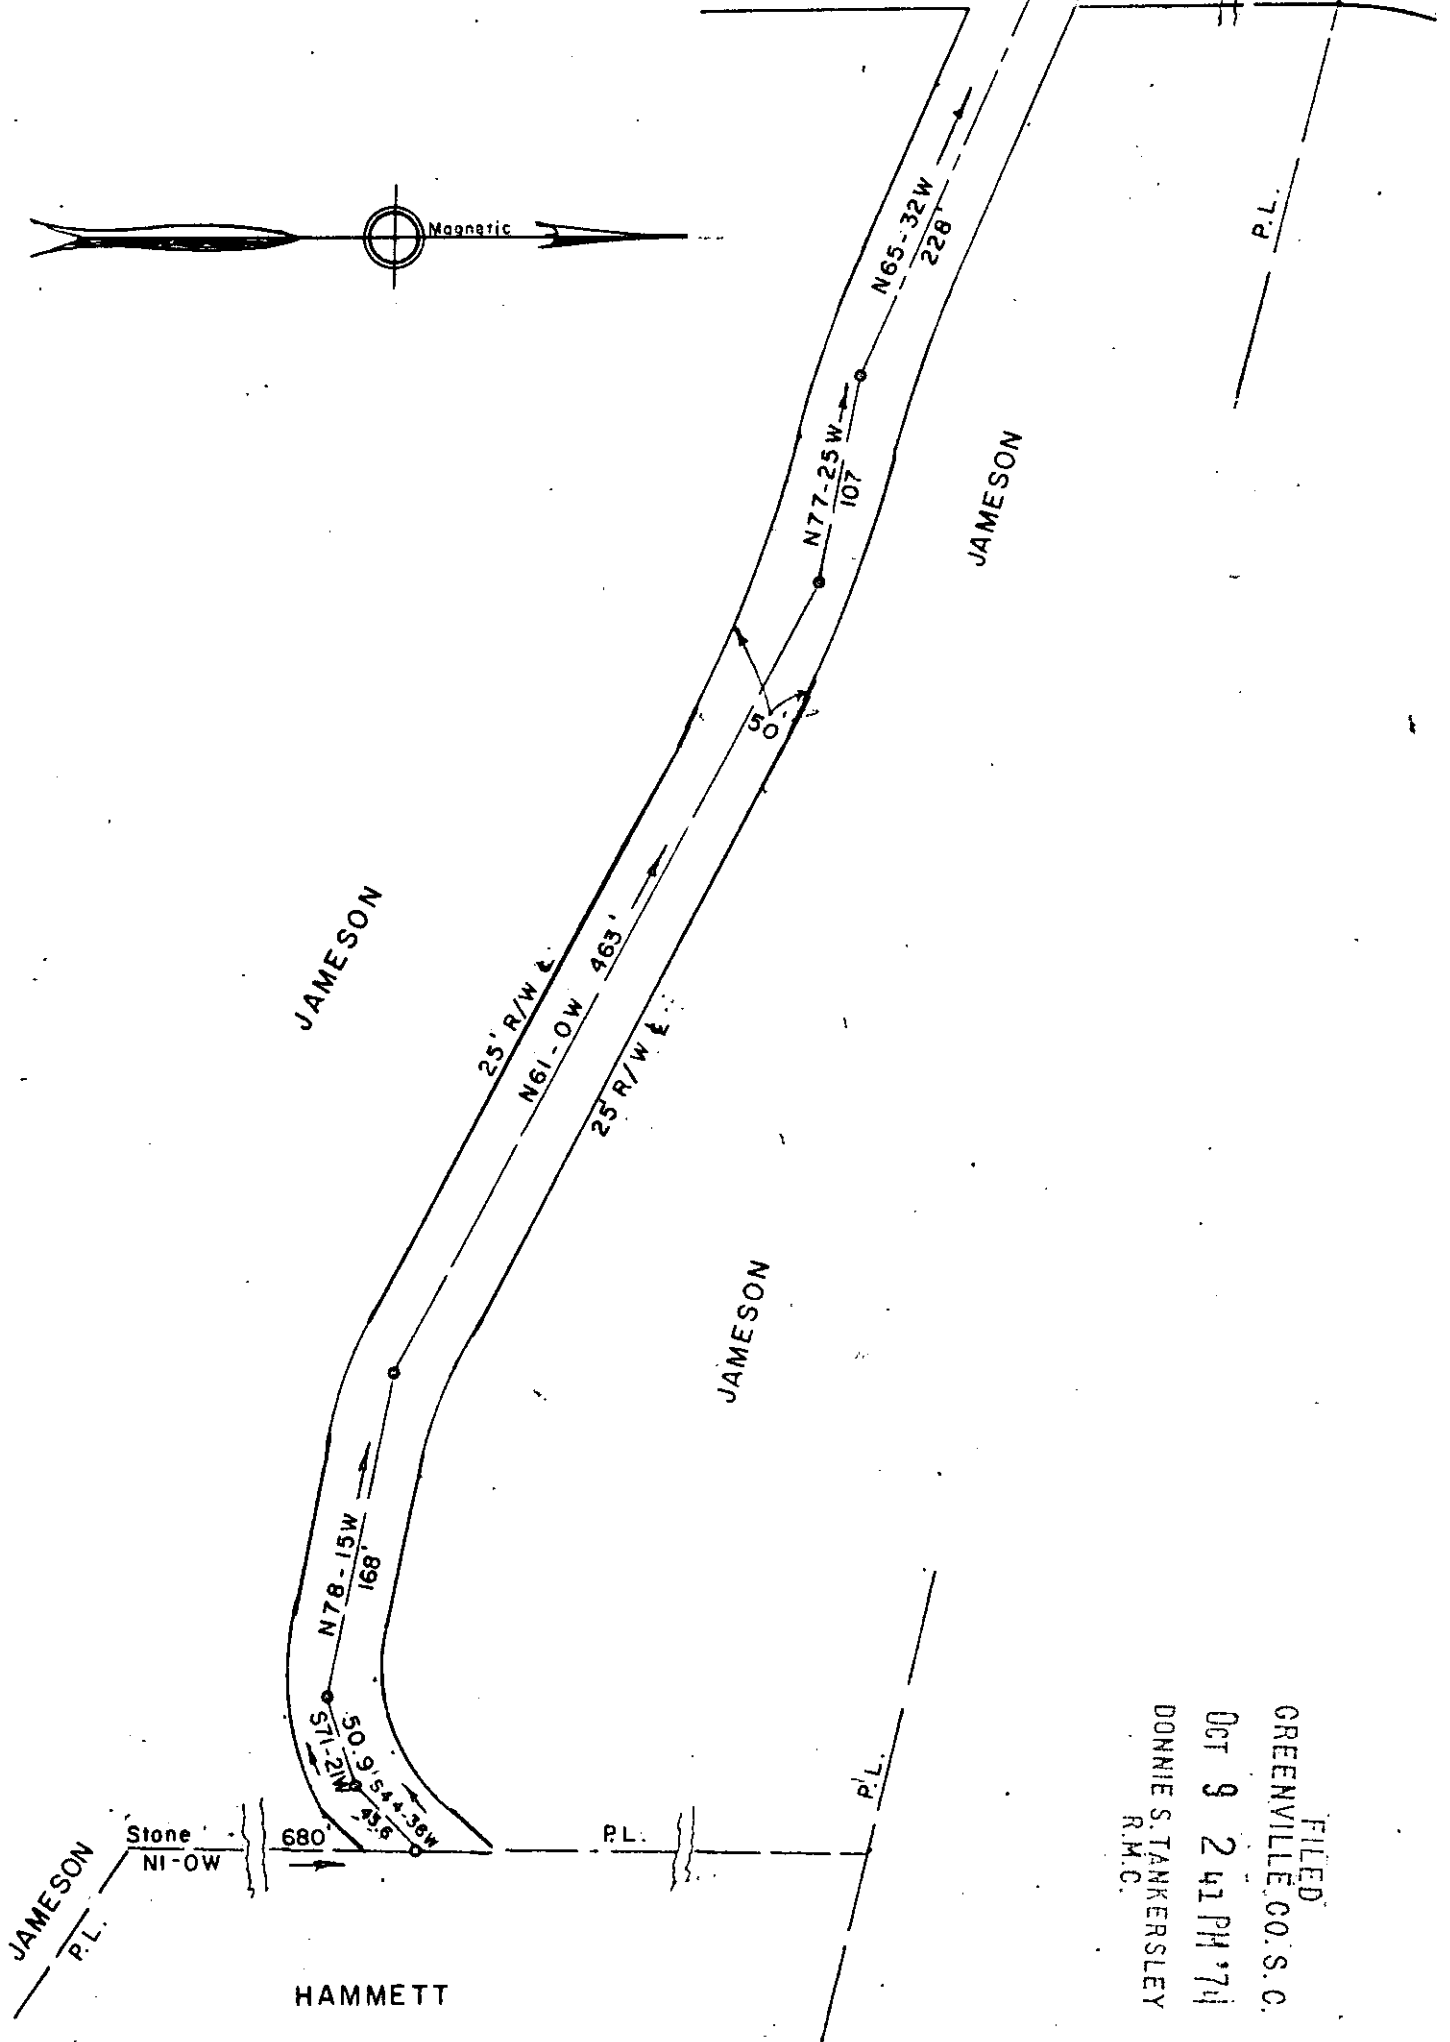 Magnetic
N65-32W
228'
P.L.
N77-25W
107
JAMESON
50'
JAMESON
25' R/W ℄
N61-0W 463'
25' R/W ℄
JAMESON
N78-15W
168'
S71-21W
50.9'
S44-36W
43.6
P.L.
Stone
N1-0W
680'
P.L.
JAMESON
P.L.
HAMMETT
FILED
GREENVILLE CO. S. C.
OCT 9 2 41 PM '74
DONNIE S. TANKERSLEY
R.M.C.